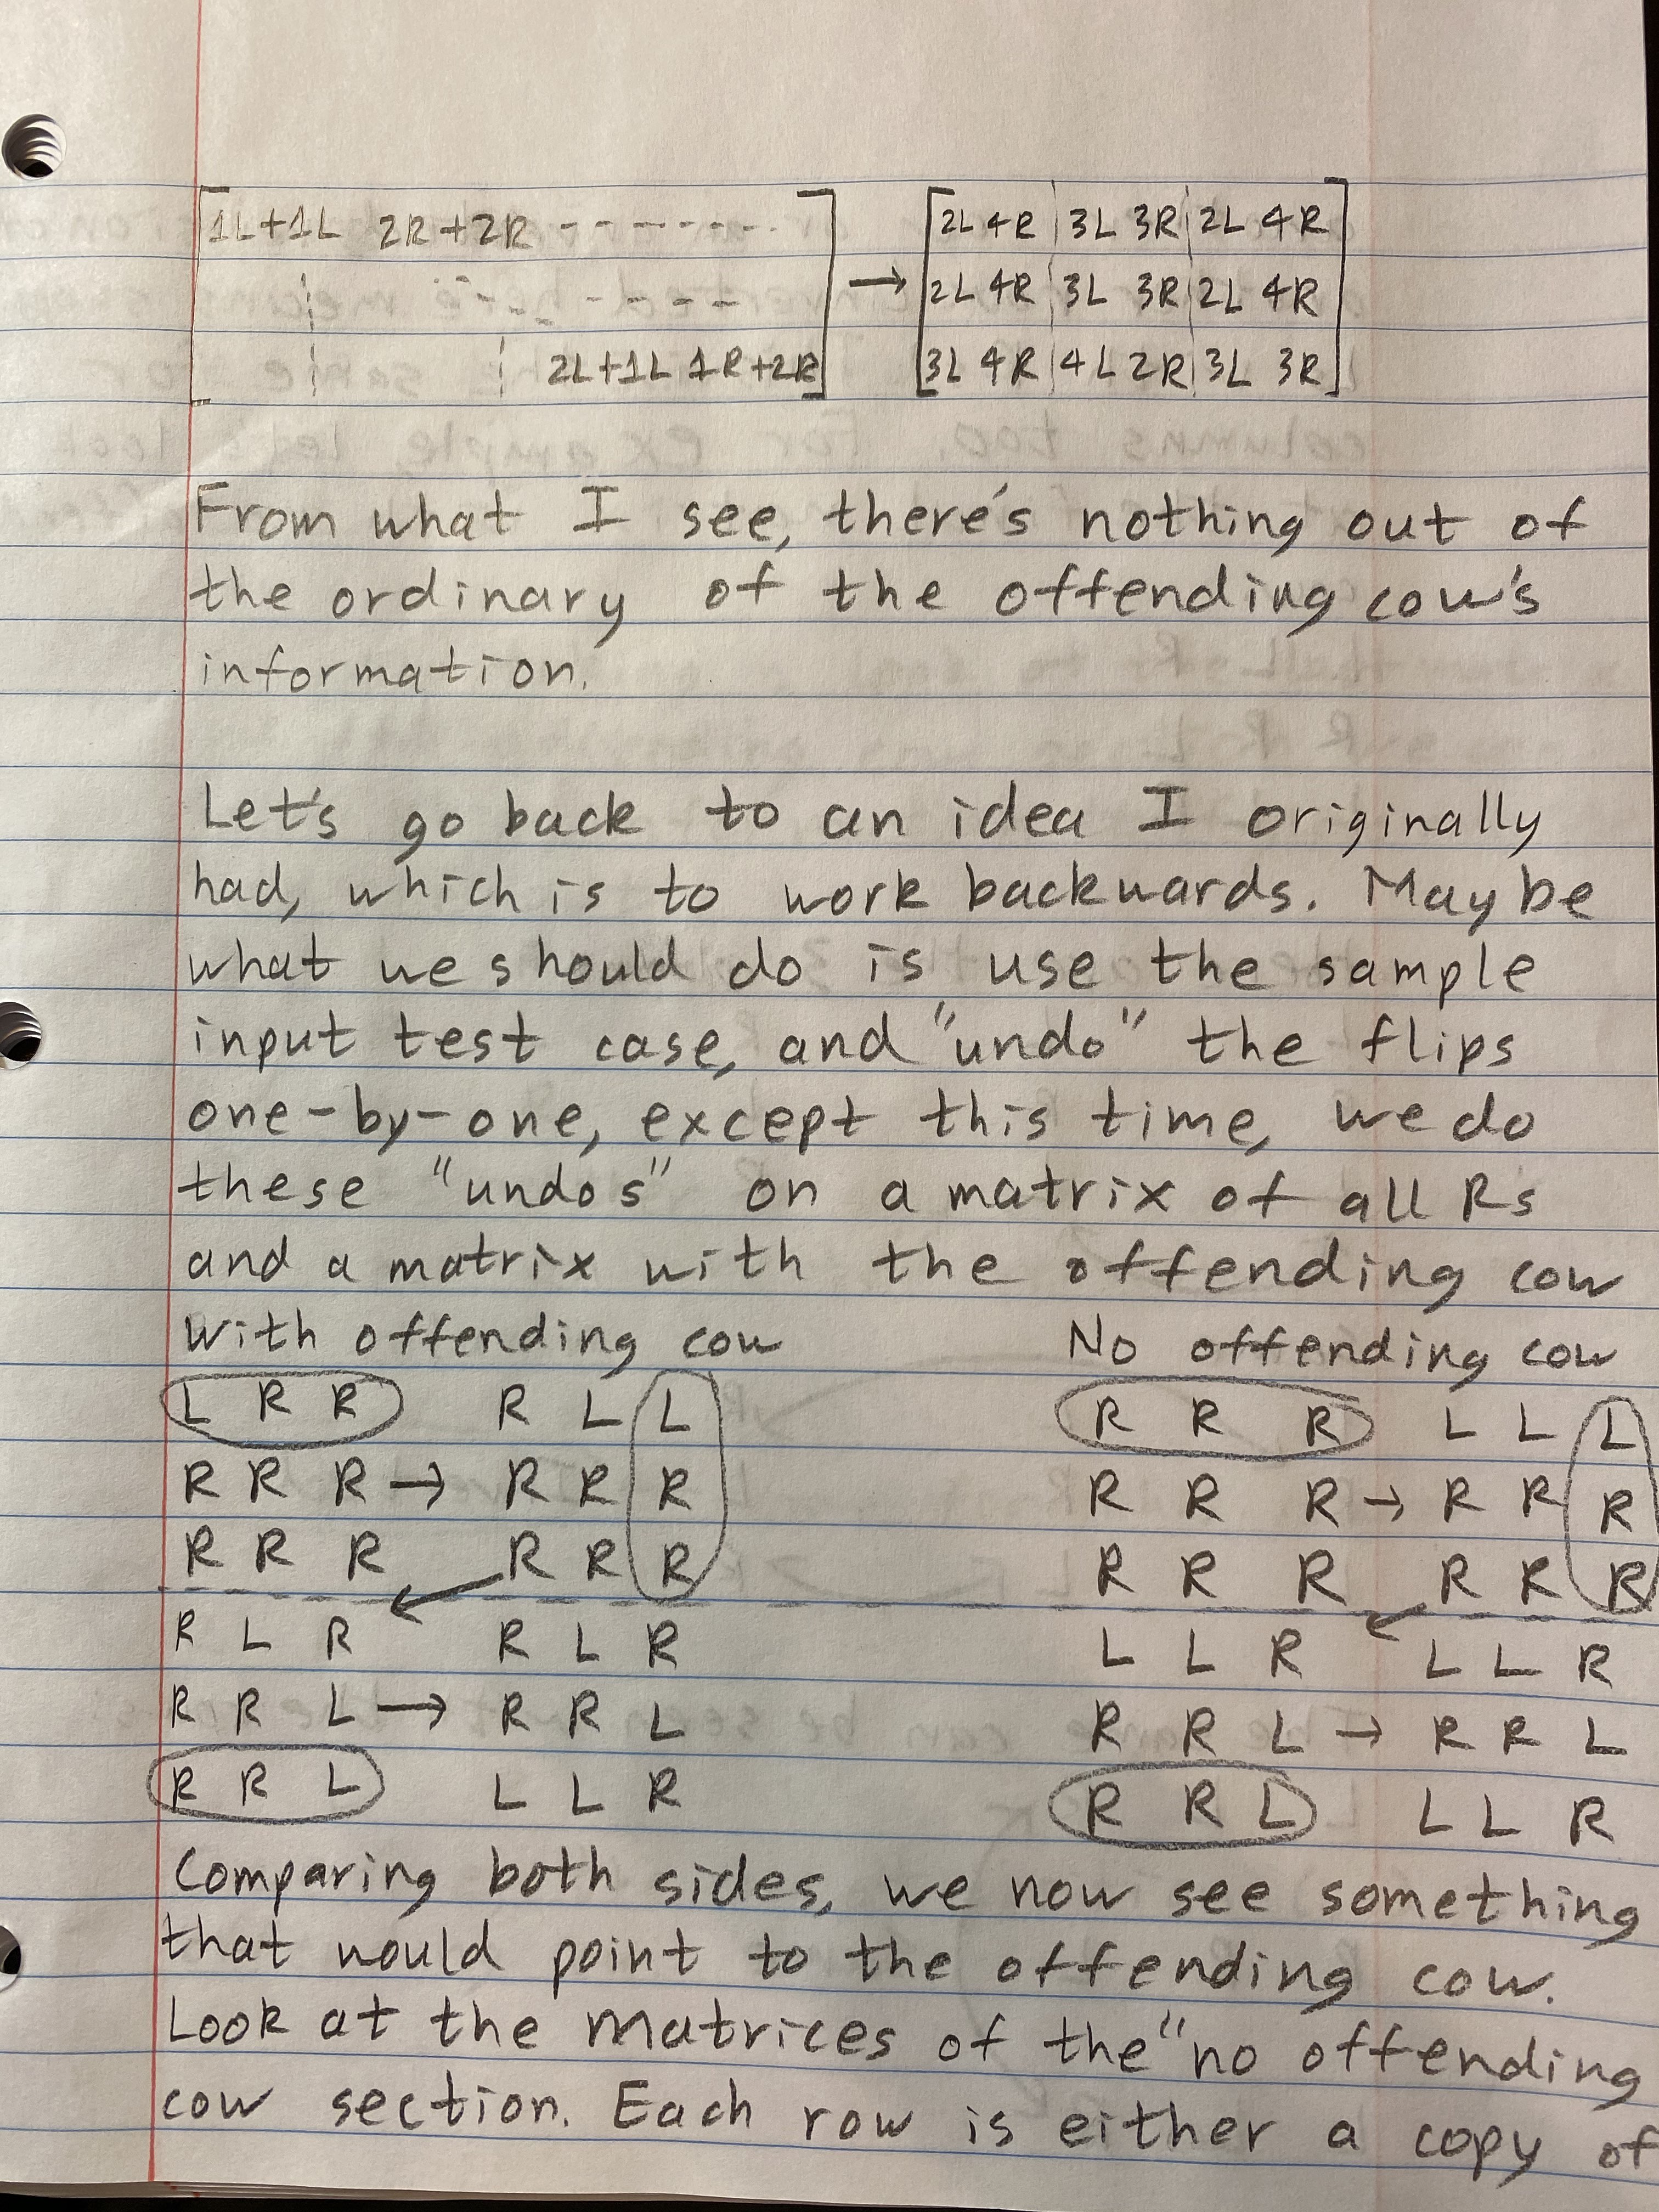 [1L+1L 2R+2R - - - - - - - .] → [2L 4R | 3L 3R | 2L 4R]
[¦ - - - - - -] [2L 4R | 3L 3R | 2L 4R]
[¦ ¦ 2L+1L 1R+2R] [3L 4R | 4L 2R | 3L 3R]
From what I see, there's nothing out of
the ordinary of the offending cow's
information.
Let's go back to an idea I originally
had, which is to work backwards. Maybe
what we should do is use the sample
input test case, and "undo" the flips
one-by-one, except this time, we do
these "undos" on a matrix of all Rs
and a matrix with the offending cow
With offending cow No offending cow
L R R R L L R R R L L L
R R R → R R R R R R → R R R
R R R R R R R R R R R R
R L R R L R L L R L L R
R R L → R R L R R L → R R L
R R L L L R R R L L L R
Comparing both sides, we now see something
that would point to the offending cow.
Look at the matrices of the "no offending
cow section. Each row is either a copy of